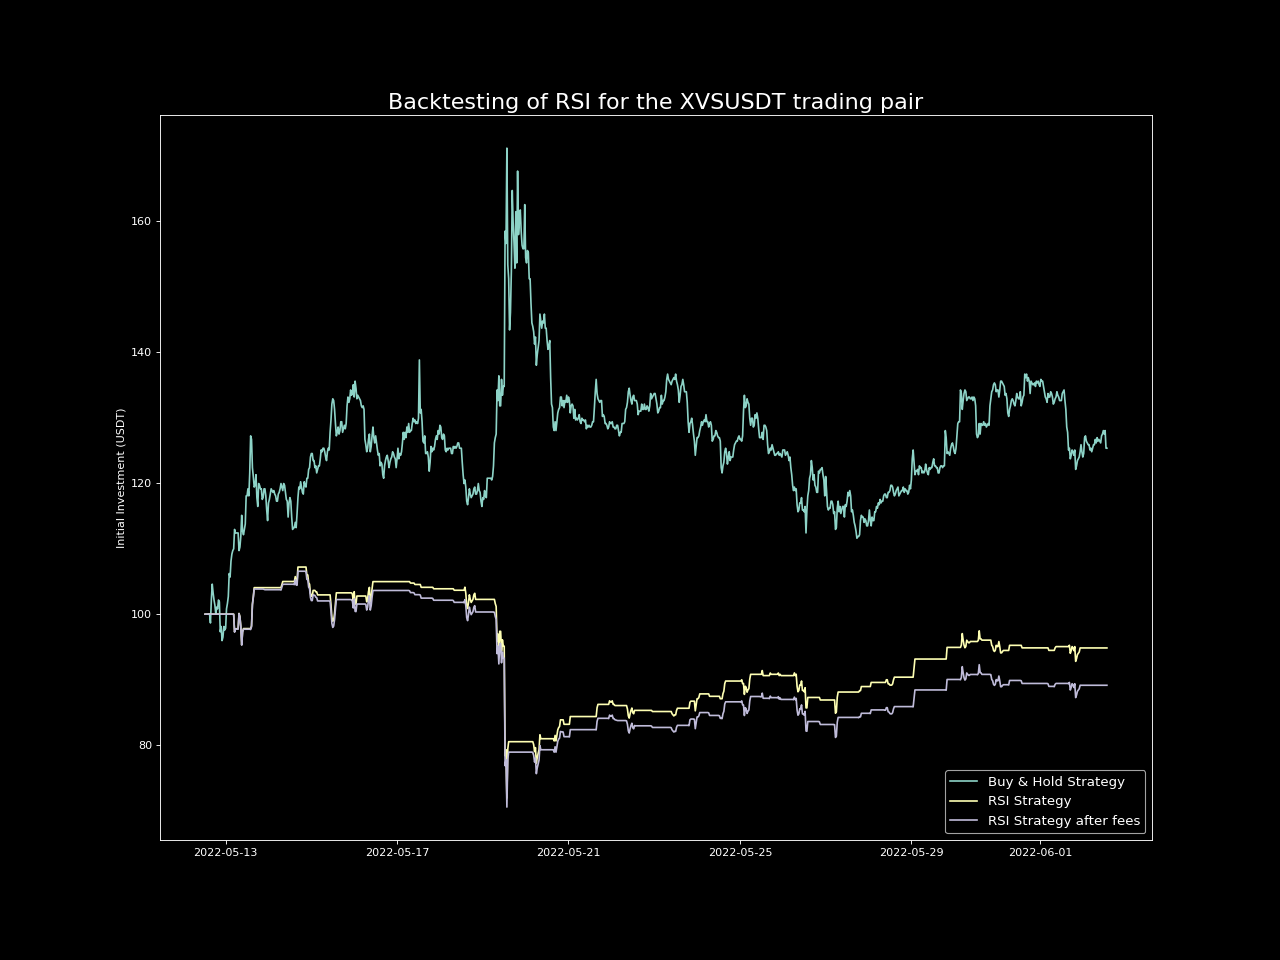 Backtesting of RSI for the XVSUSDT trading pair
Initial Investment (USDT)
160
140
120
100
80
2022-05-13 2022-05-17 2022-05-21 2022-05-25 2022-05-29 2022-06-01
Buy & Hold Strategy
RSI Strategy
RSI Strategy after fees